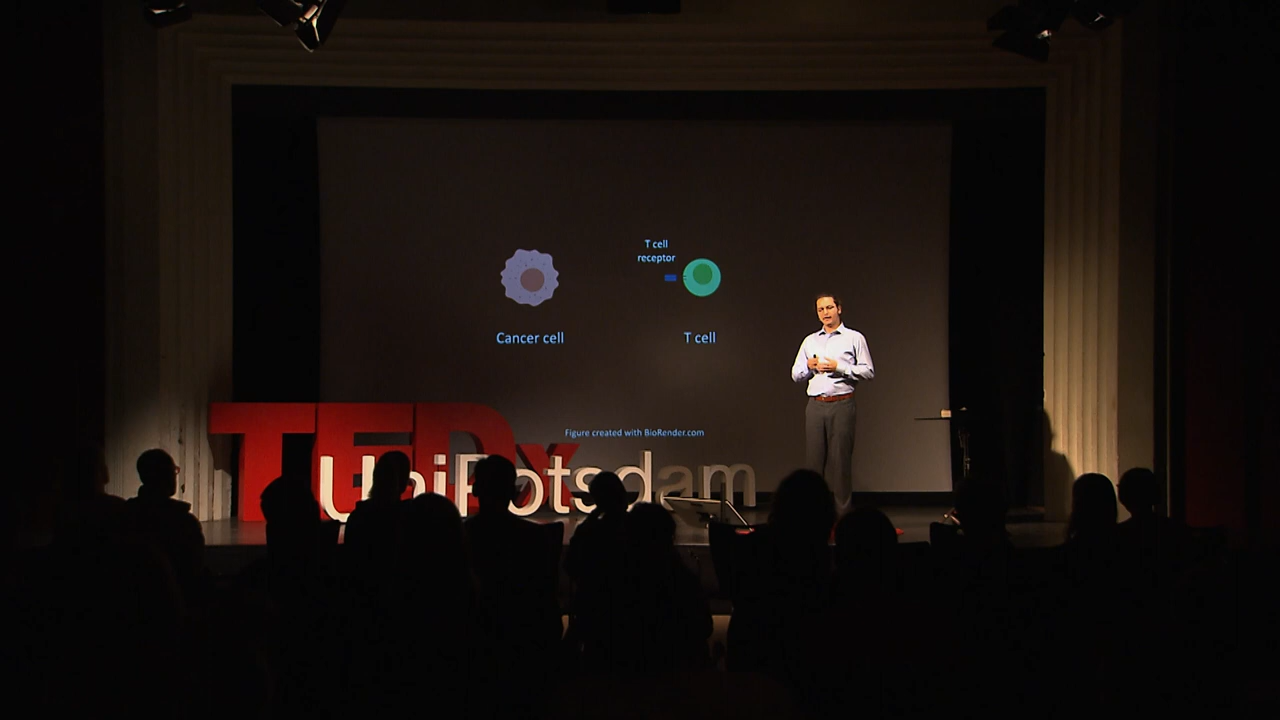 T cell
receptor
Cancer cell
T cell
Figure created with BioRender.com
TEDx
UniPotsdam